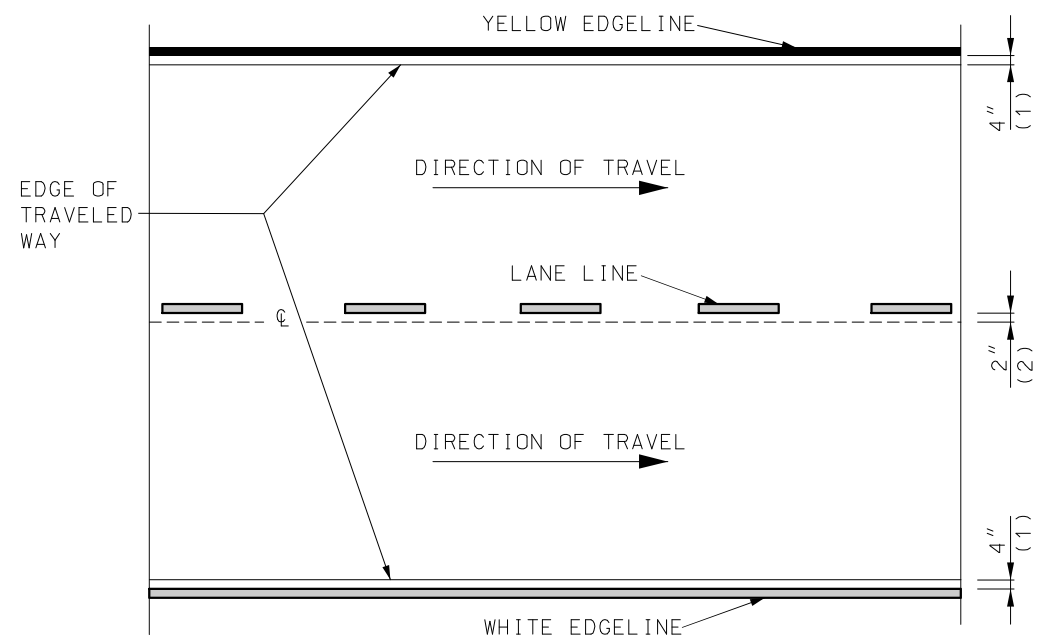 YELLOW EDGELINE
4"
(1)
DIRECTION OF TRAVEL
EDGE OF
TRAVELED
WAY
LANE LINE
℄
2"
(2)
DIRECTION OF TRAVEL
4"
(1)
WHITE EDGELINE